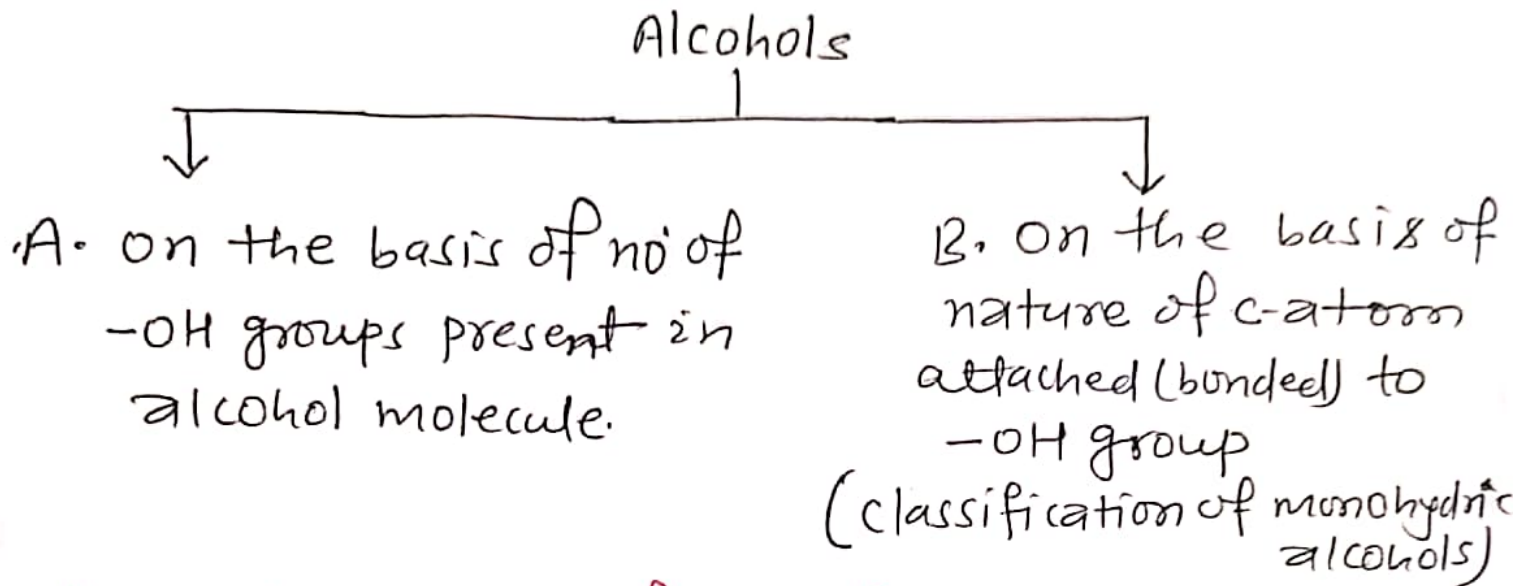 Alcohols
A. on the basis of no of
-OH groups present in
alcohol molecule.
B. On the basis of
nature of c-atom
attached (bonded) to
-OH group
(classification of monohydric
alcohols)